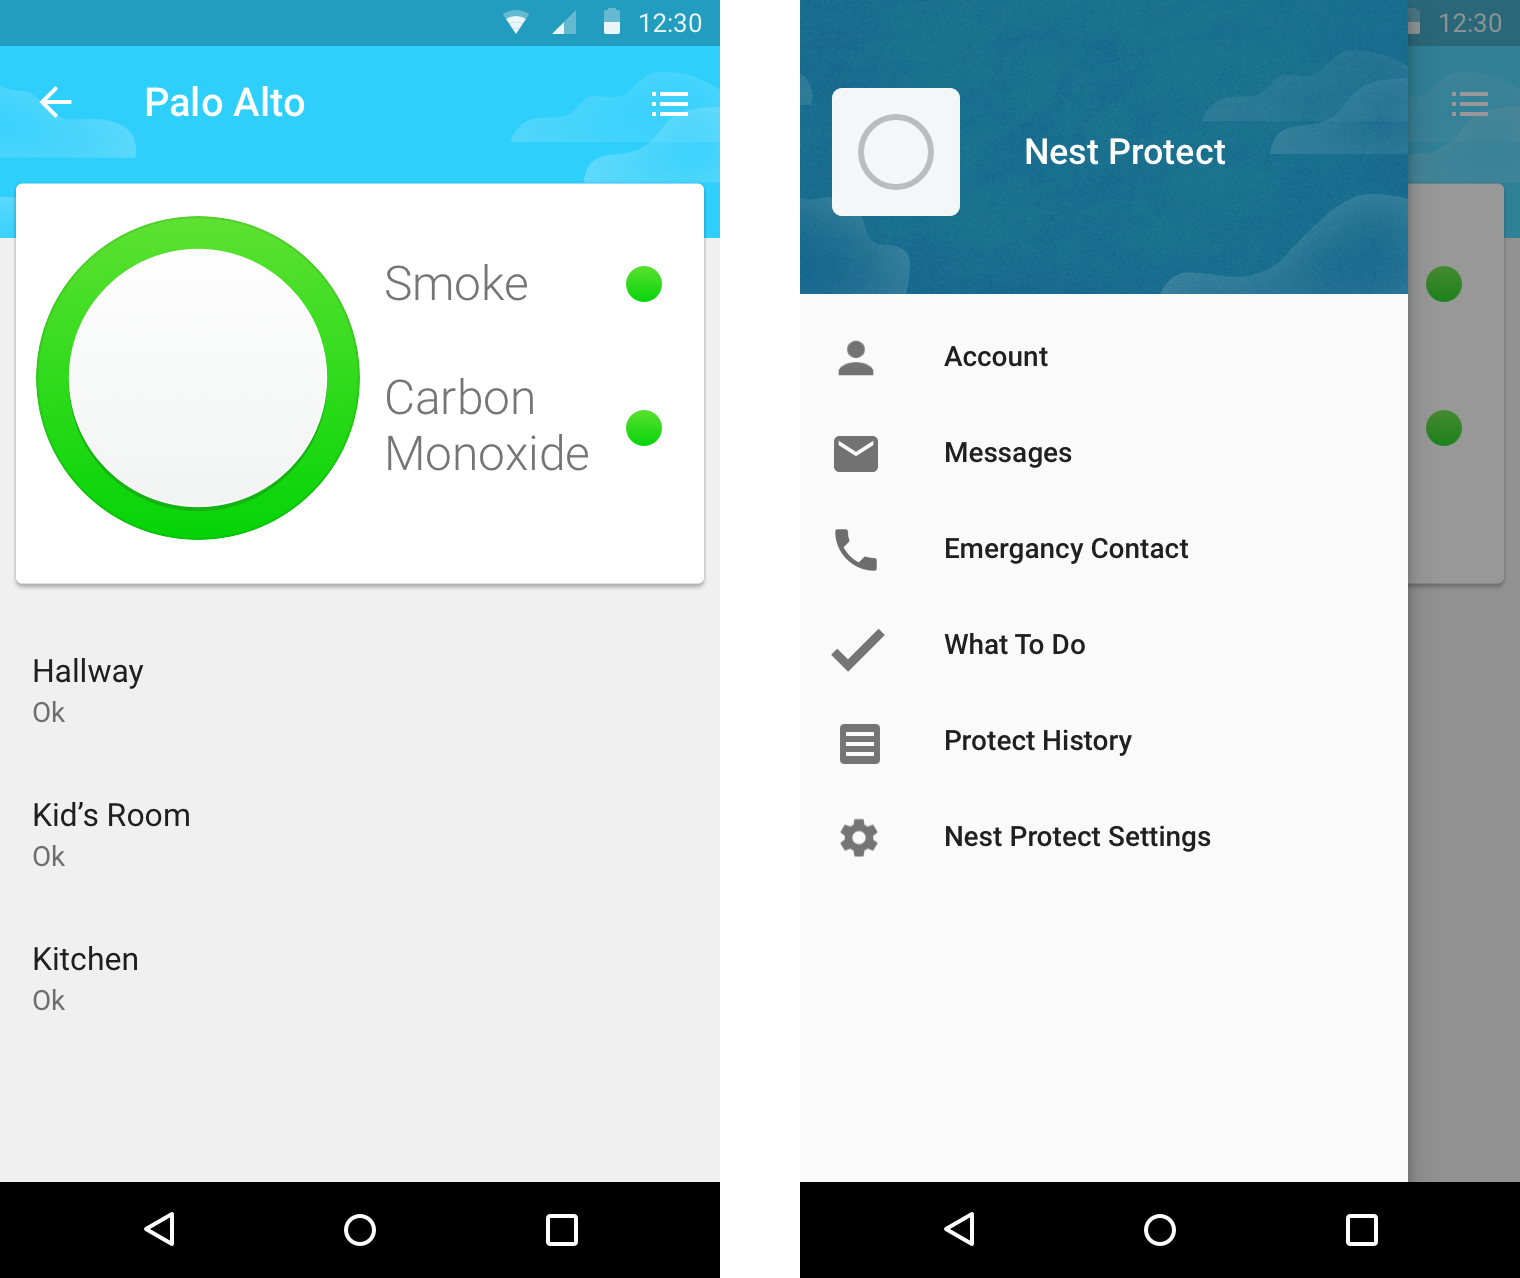 12:30
Palo Alto
Smoke
Carbon
Monoxide
Hallway
Ok
Kid’s Room
Ok
Kitchen
Ok
12:30
Nest Protect
Account
Messages
Emergancy Contact
What To Do
Protect History
Nest Protect Settings